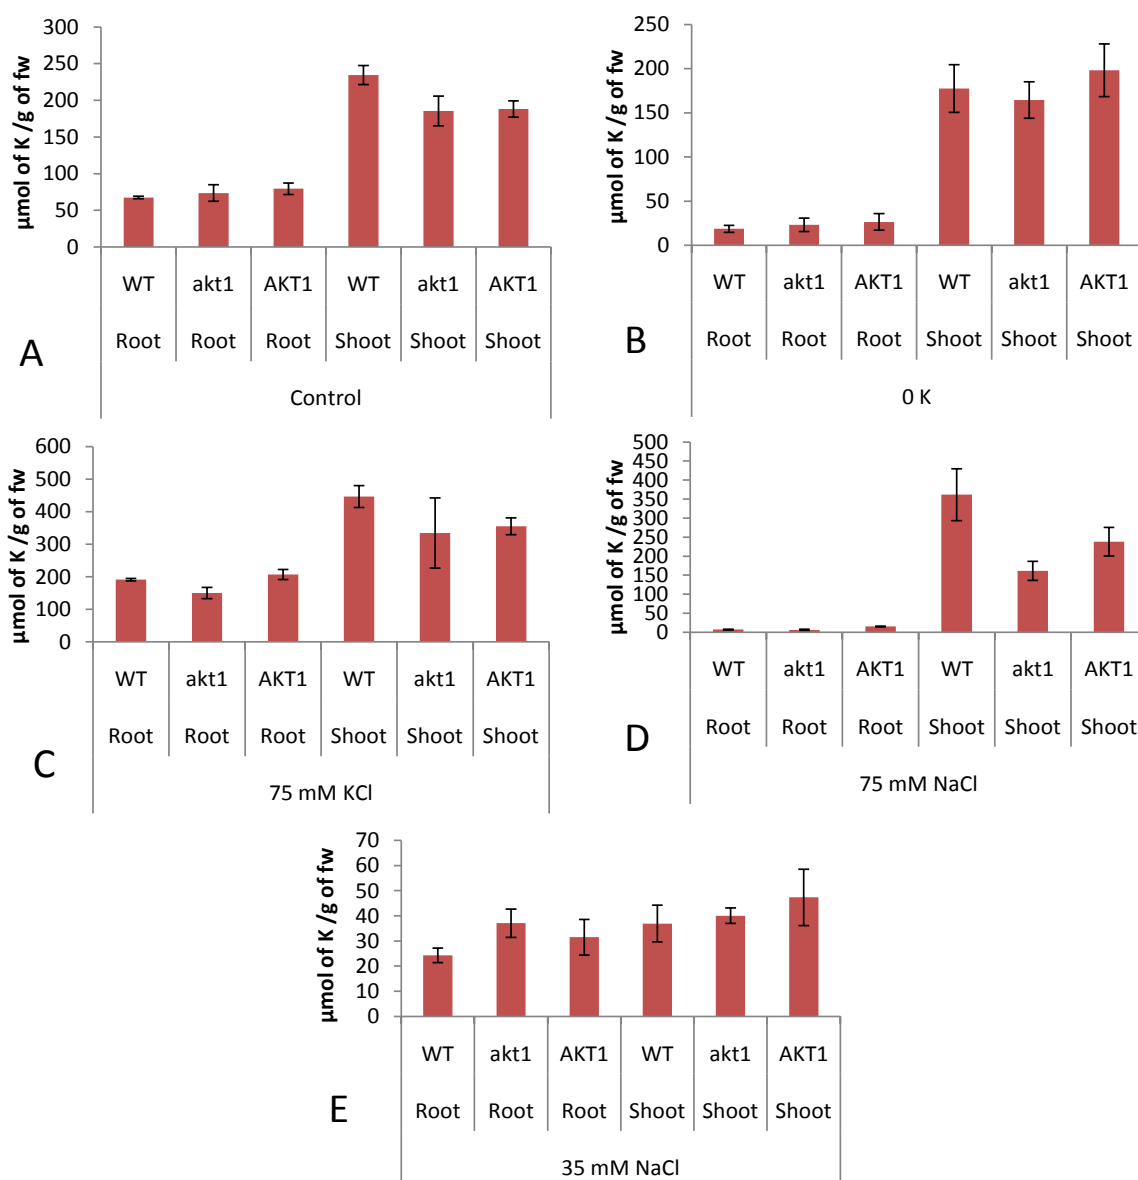 µmol of K /g of fw
300
250
200
150
100
50
0
WT akt1 AKT1 WT akt1 AKT1
Root Root Root Shoot Shoot Shoot
Control
A
µmol of K /g of fw
250
200
150
100
50
0
WT akt1 AKT1 WT akt1 AKT1
Root Root Root Shoot Shoot Shoot
0 K
B
µmol of K /g of fw
600
500
400
300
200
100
0
WT akt1 AKT1 WT akt1 AKT1
Root Root Root Shoot Shoot Shoot
75 mM KCl
C
µmol of K /g of fw
500
450
400
350
300
250
200
150
100
50
0
WT akt1 AKT1 WT akt1 AKT1
Root Root Root Shoot Shoot Shoot
75 mM NaCl
D
µmol of K /g of fw
70
60
50
40
30
20
10
0
WT akt1 AKT1 WT akt1 AKT1
Root Root Root Shoot Shoot Shoot
35 mM NaCl
E